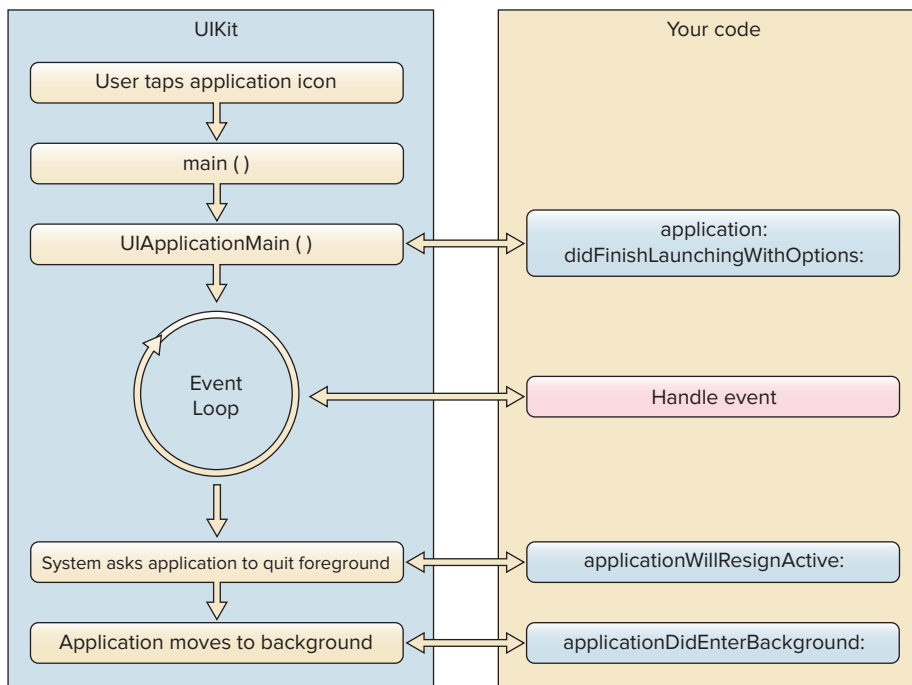 UIKit
Your code
User taps application icon
main ( )
UIApplicationMain ( )
application:
didFinishLaunchingWithOptions:
Event
Loop
Handle event
System asks application to quit foreground
applicationWillResignActive:
Application moves to background
applicationDidEnterBackground: